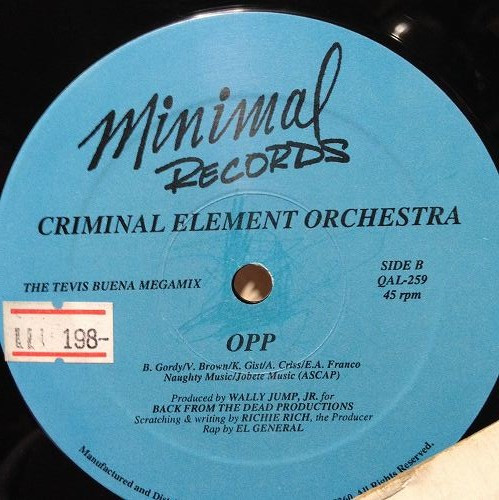 Minimal
RECORDS
CRIMINAL ELEMENT ORCHESTRA
THE TEVIS BUENA MEGAMIX
SIDE B
QAL-259
45 rpm
198-
OPP
B. Gordy/V. Brown/K. Gist/A. Criss/E.A. Franco
Naughty Music/Jobete Music (ASCAP)
Produced by WALLY JUMP, JR. for
BACK FROM THE DEAD PRODUCTIONS
Scratching & writing by RICHIE RICH, the Producer
Rap by EL GENERAL
Manufactured and
All Rights Reserved.